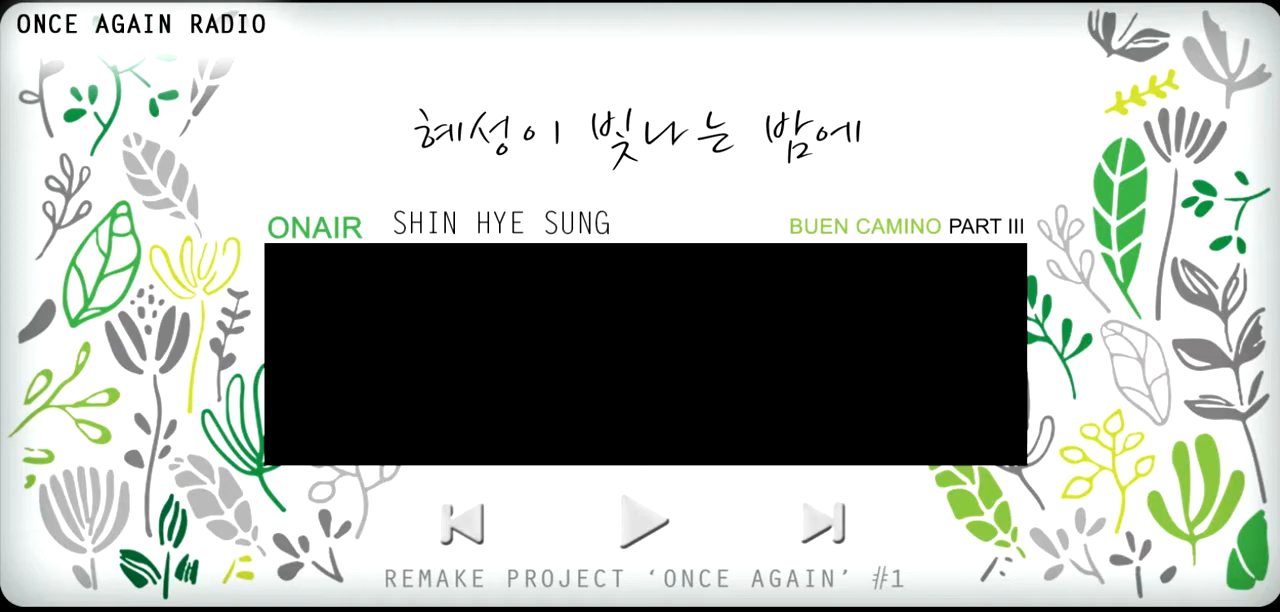 ONCE AGAIN RADIO
혜성이 빛나는 밤에
ONAIR SHIN HYE SUNG BUEN CAMINO PART III
REMAKE PROJECT ‘ONCE AGAIN’ #1